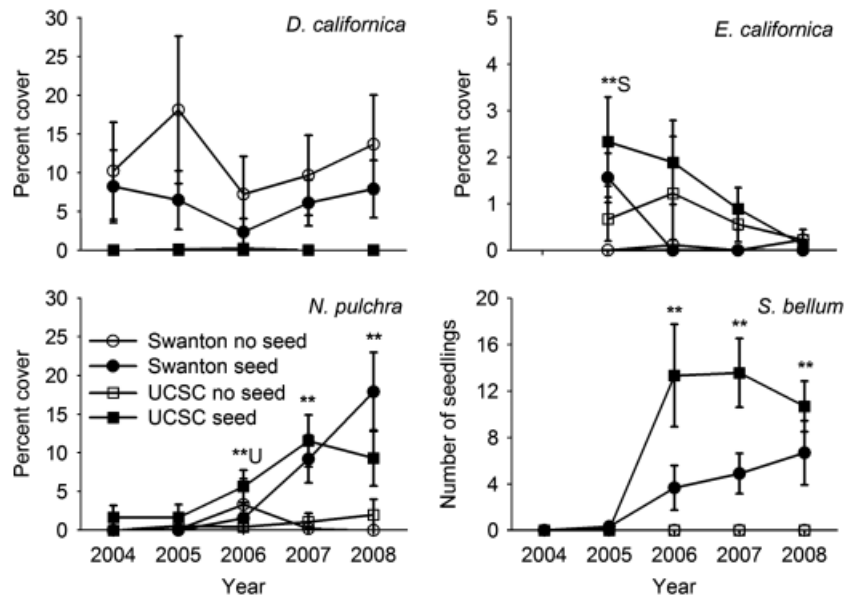 D. californica
Percent cover
30
25
20
15
10
5
0
E. californica
Percent cover
5
4
3
2
1
0
**S
N. pulchra
Percent cover
30
25
20
15
10
5
0
Swanton no seed
Swanton seed
UCSC no seed
UCSC seed
**U
**
**
2004 2005 2006 2007 2008
Year
S. bellum
Number of seedlings
20
16
12
8
4
0
**
**
**
2004 2005 2006 2007 2008
Year